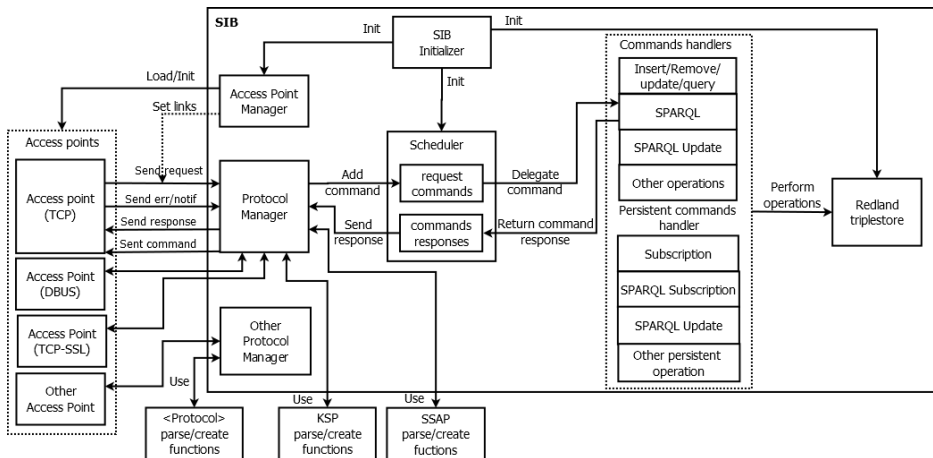 SIB
Init
SIB
Initializer
Init
Init
Load/Init
Access Point
Manager
Set links
Commands handlers
Insert/Remove/
update/query
SPARQL
SPARQL Update
Other operations
Persistent commands
handler
Subscription
SPARQL Subscription
SPARQL Update
Other persistent
operation
Access points
Access point
(TCP)
Send request
Send err/notif
Send response
Sent command
Protocol
Manager
Add
command
Send
response
Scheduler
request
commands
commands
responses
Delegate
command
Return command
response
Perform
operations
Redland
triplestore
Access Point
(DBUS)
Access Point
(TCP-SSL)
Other
Access Point
Other
Protocol
Manager
Use
Use
Use
<Protocol>
parse/create
functions
KSP
parse/create
functions
SSAP
parse/create
fuctions